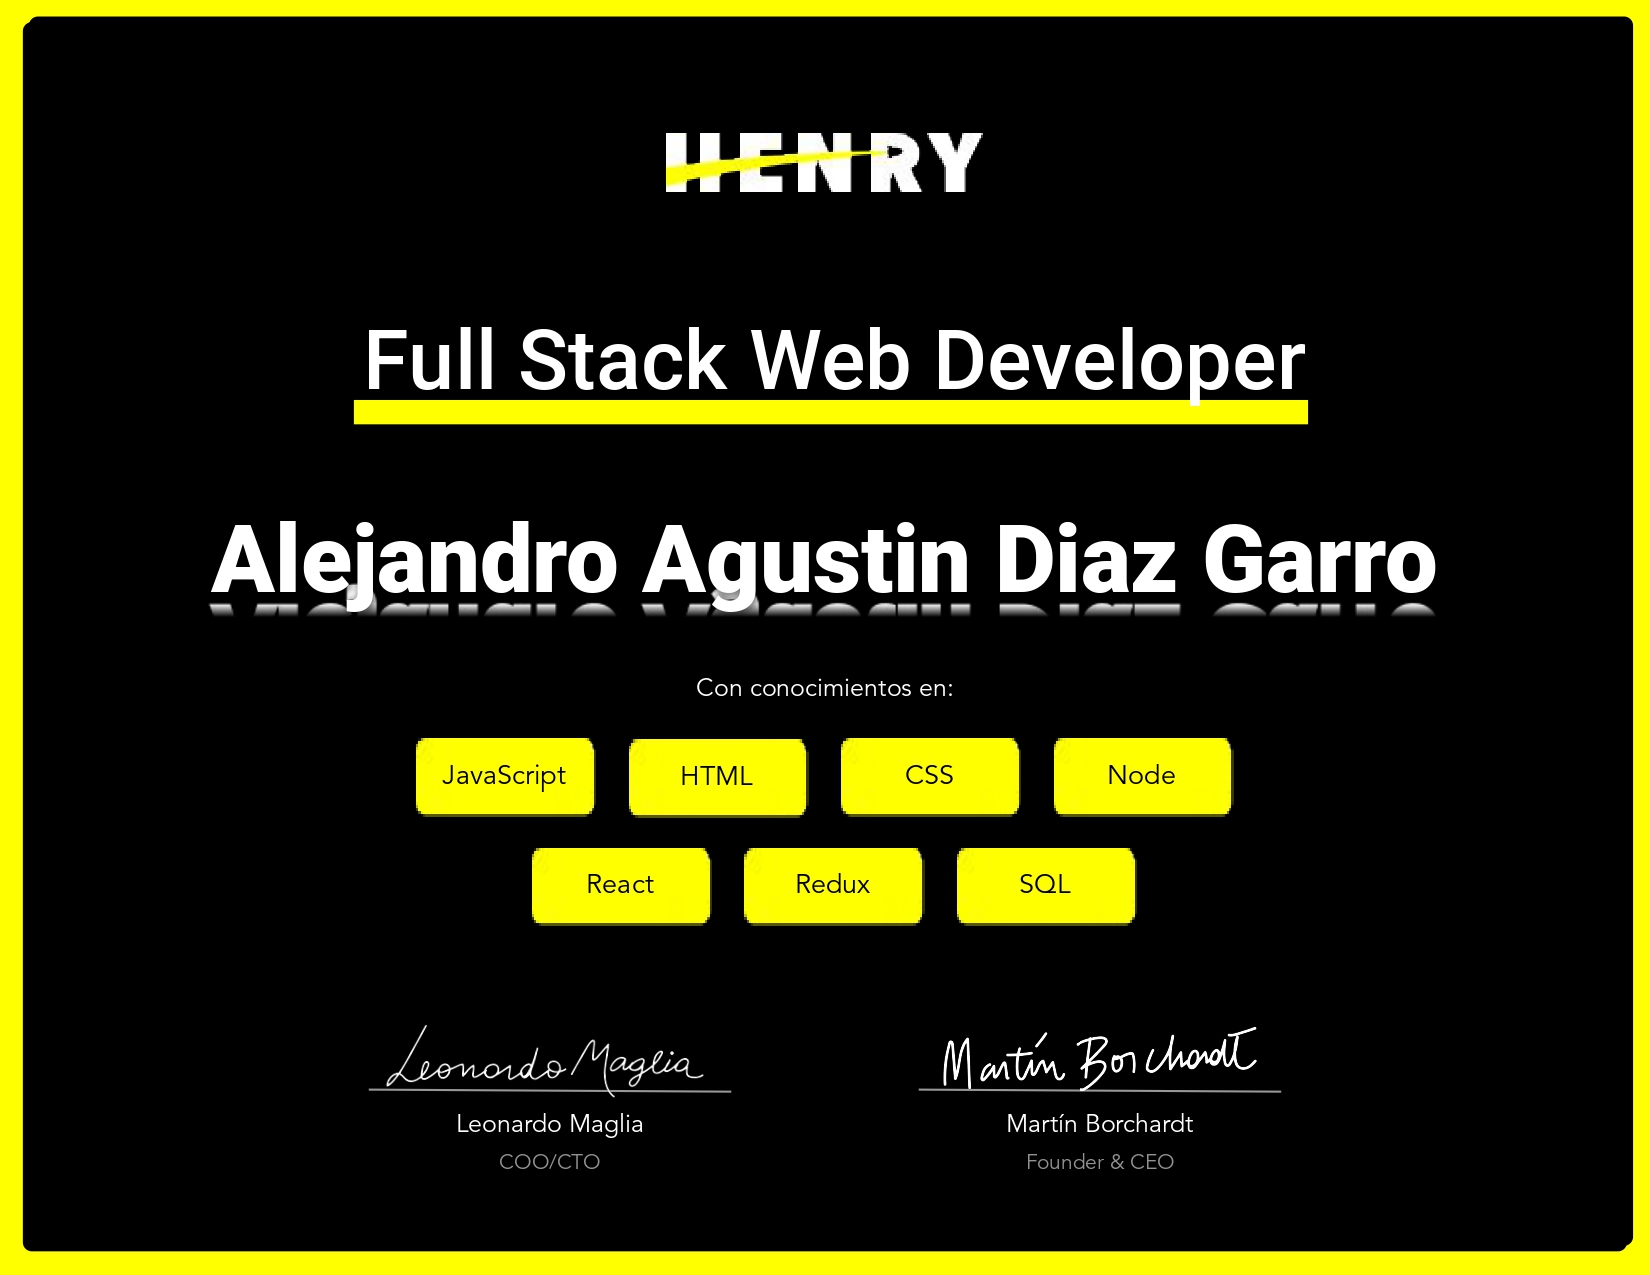 HENRY
Full Stack Web Developer
Alejandro Agustin Diaz Garro
Con conocimientos en:
JavaScript HTML CSS Node
React Redux SQL
Leonardo Maglia Martín Borchardt
Leonardo Maglia Martín Borchardt
COO/CTO Founder & CEO